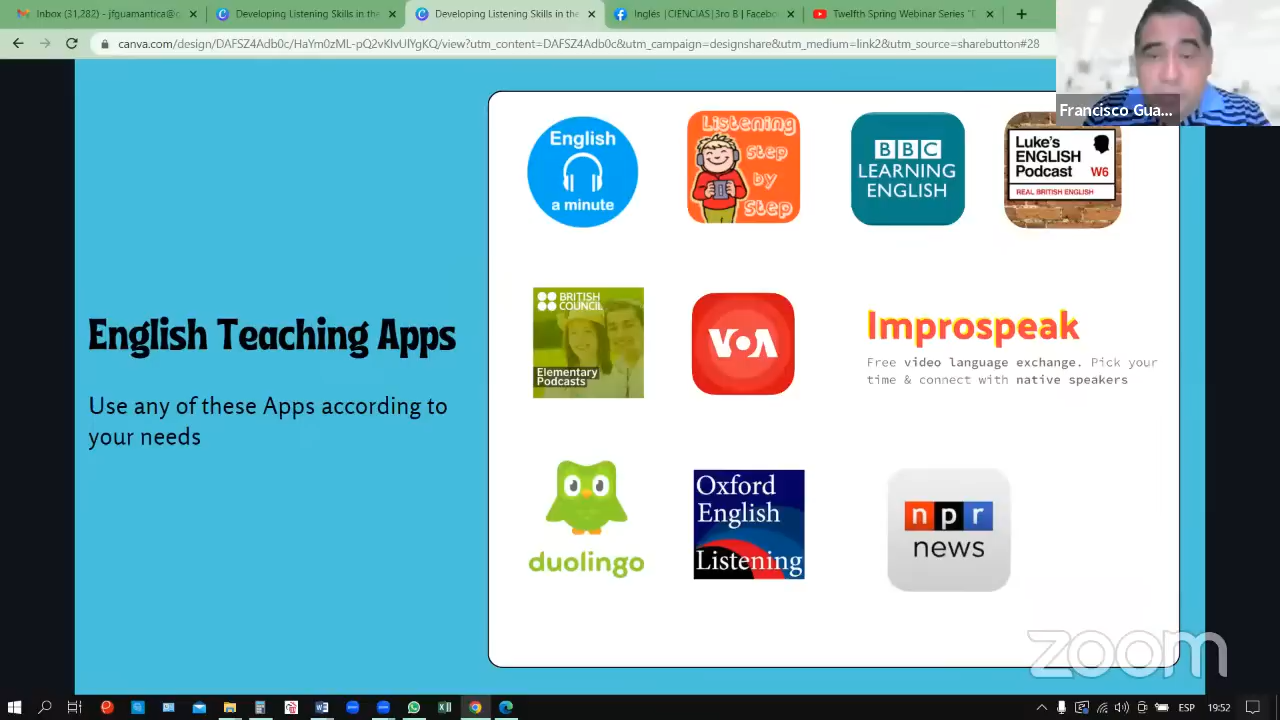 Inbox (31,282) - jfguamantica@c
Developing Listening Skills in the
Developing Listening Skills in the
Inglés |CIENCIAS|3ro B | Facebo
Twelfth Spring Webinar Series "C
canva.com/design/DAFSZ4Adb0c/HaYm0zML-pQ2vKlvUlYgKQ/view?utm_content=DAFSZ4Adb0c&utm_campaign=designshare&utm_medium=link2&utm_source=sharebutton#28
Francisco Gua...
English Teaching Apps
Use any of these Apps according to
your needs
English
a minute
Listening
Step
by
Step
BBC
LEARNING
ENGLISH
Luke's
ENGLISH
Podcast W6
REAL BRITISH ENGLISH
BRITISH
COUNCIL
Elementary
Podcasts
VOA
Improspeak
Free video language exchange. Pick your
time & connect with native speakers
duolingo
Oxford
English
Listening
npr
news
zoom
ESP 19:52